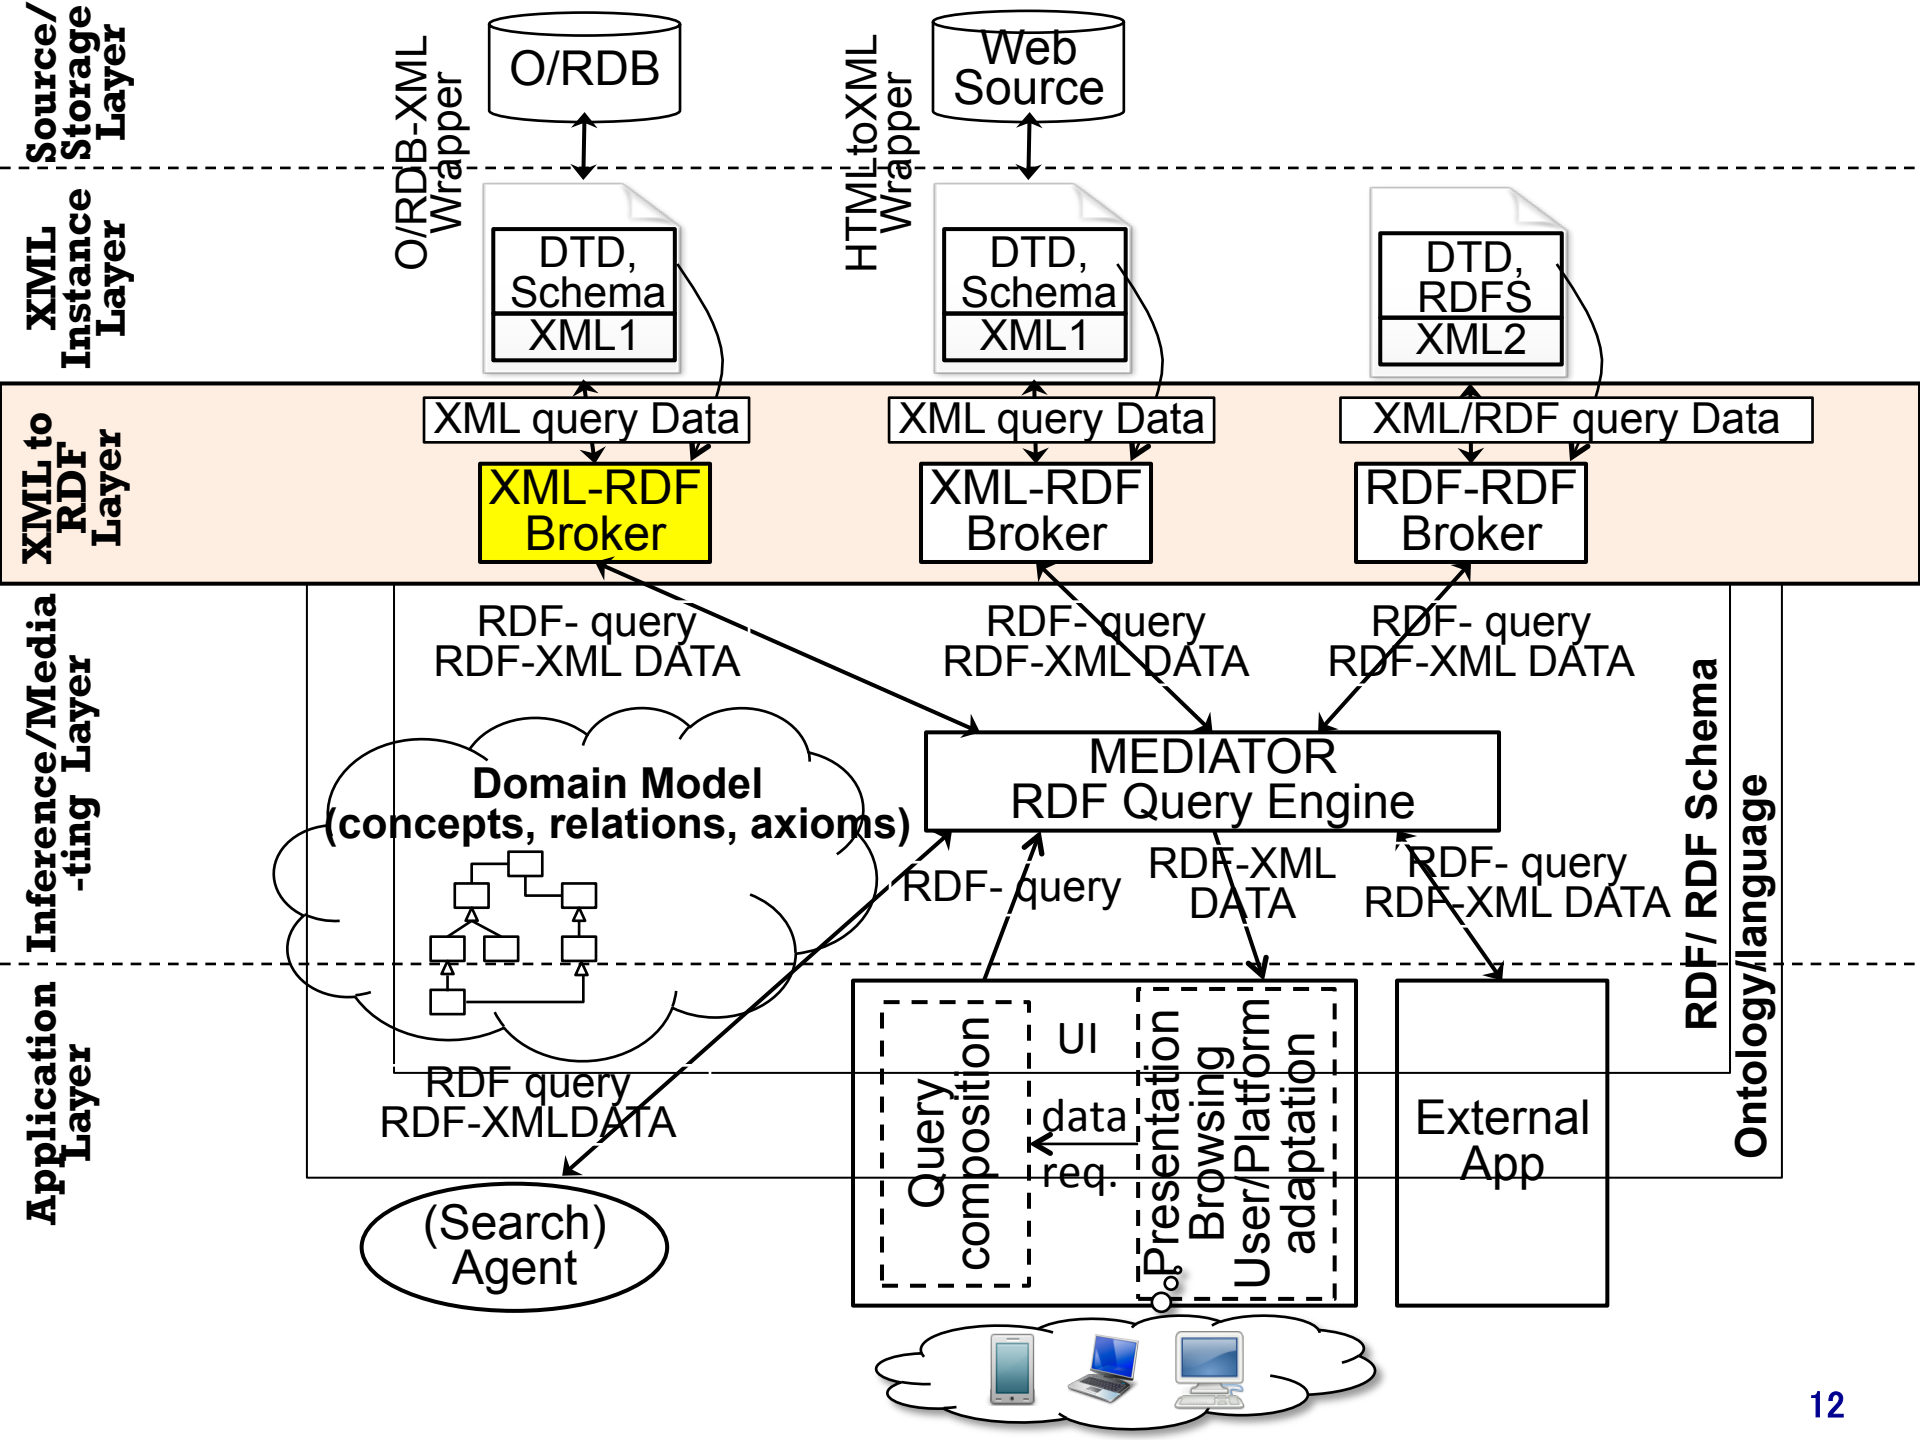 Source/
Storage
Layer
O/RDB-XML
Wrapper
O/RDB
HTMLtoXML
Wrapper
Web
Source
XML
Instance
Layer
DTD,
Schema
XML1
DTD,
Schema
XML1
DTD,
RDFS
XML2
XML to
RDF
Layer
XML query Data
XML query Data
XML/RDF query Data
XML-RDF
Broker
XML-RDF
Broker
RDF-RDF
Broker
Inference/Media
-ting Layer
RDF- query
RDF-XML DATA
RDF- query
RDF-XML DATA
RDF- query
RDF-XML DATA
Domain Model
(concepts, relations, axioms)
MEDIATOR
RDF Query Engine
RDF- query
RDF-XML
DATA
RDF- query
RDF-XML DATA
RDF/ RDF Schema
Ontology/language
Application
Layer
RDF query
RDF-XMLDATA
(Search)
Agent
Query
composition
UI
data
req.
Presentation
Browsing
User/Platform
adaptation
External
App
12